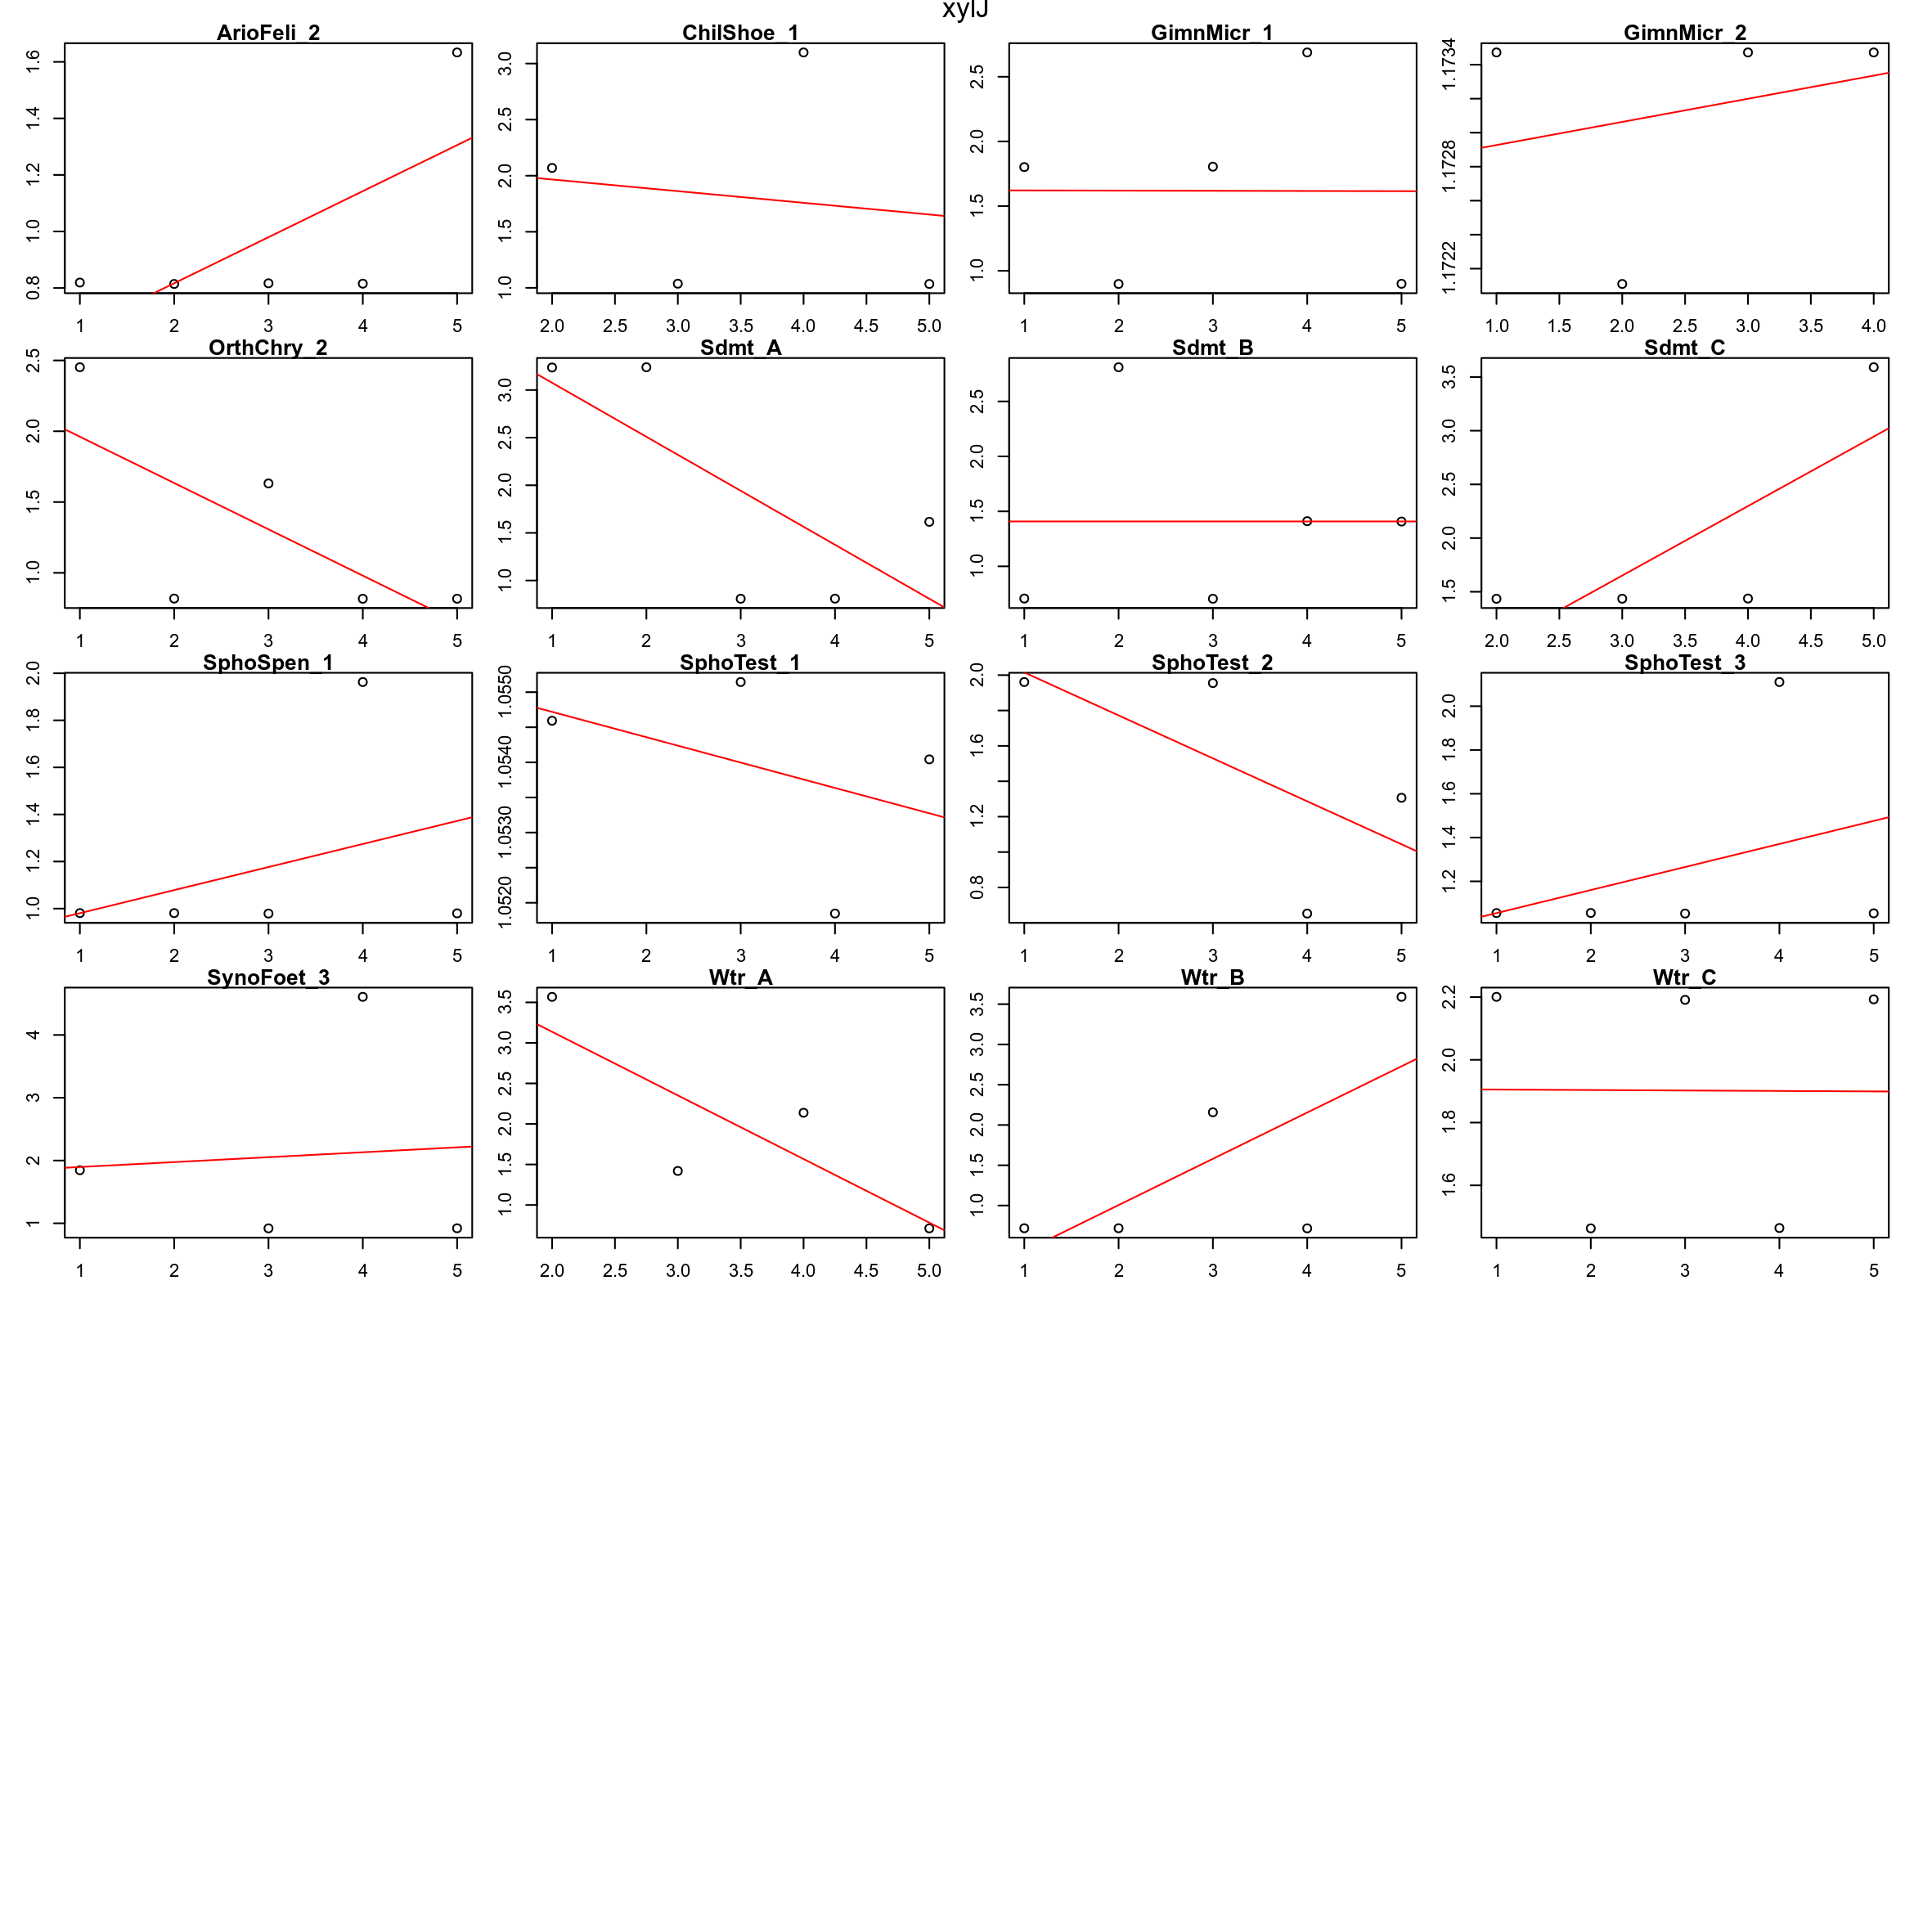 xylJ
ArioFeli_2 ChilShoe_1 GimnMicr_1 GimnMicr_2
0.8 1.0 1.2 1.4 1.6 1.0 1.5 2.0 2.5 3.0 1.0 1.5 2.0 2.5 1.1722 1.1728 1.1734
1 2 3 4 5 2.0 2.5 3.0 3.5 4.0 4.5 5.0 1 2 3 4 5 1.0 1.5 2.0 2.5 3.0 3.5 4.0
OrthChry_2 Sdmt_A Sdmt_B Sdmt_C
1.0 1.5 2.0 2.5 1.0 1.5 2.0 2.5 3.0 1.0 1.5 2.0 2.5 1.5 2.0 2.5 3.0 3.5
1 2 3 4 5 1 2 3 4 5 1 2 3 4 5 2.0 2.5 3.0 3.5 4.0 4.5 5.0
SphoSpen_1 SphoTest_1 SphoTest_2 SphoTest_3
1.0 1.2 1.4 1.6 1.8 2.0 1.0520 1.0530 1.0540 1.0550 0.8 1.2 1.6 2.0 1.2 1.4 1.6 1.8 2.0
1 2 3 4 5 1 2 3 4 5 1 2 3 4 5 1 2 3 4 5
SynoFoet_3 Wtr_A Wtr_B Wtr_C
1 2 3 4 1.0 1.5 2.0 2.5 3.0 3.5 1.0 1.5 2.0 2.5 3.0 3.5 1.6 1.8 2.0 2.2
1 2 3 4 5 2.0 2.5 3.0 3.5 4.0 4.5 5.0 1 2 3 4 5 1 2 3 4 5